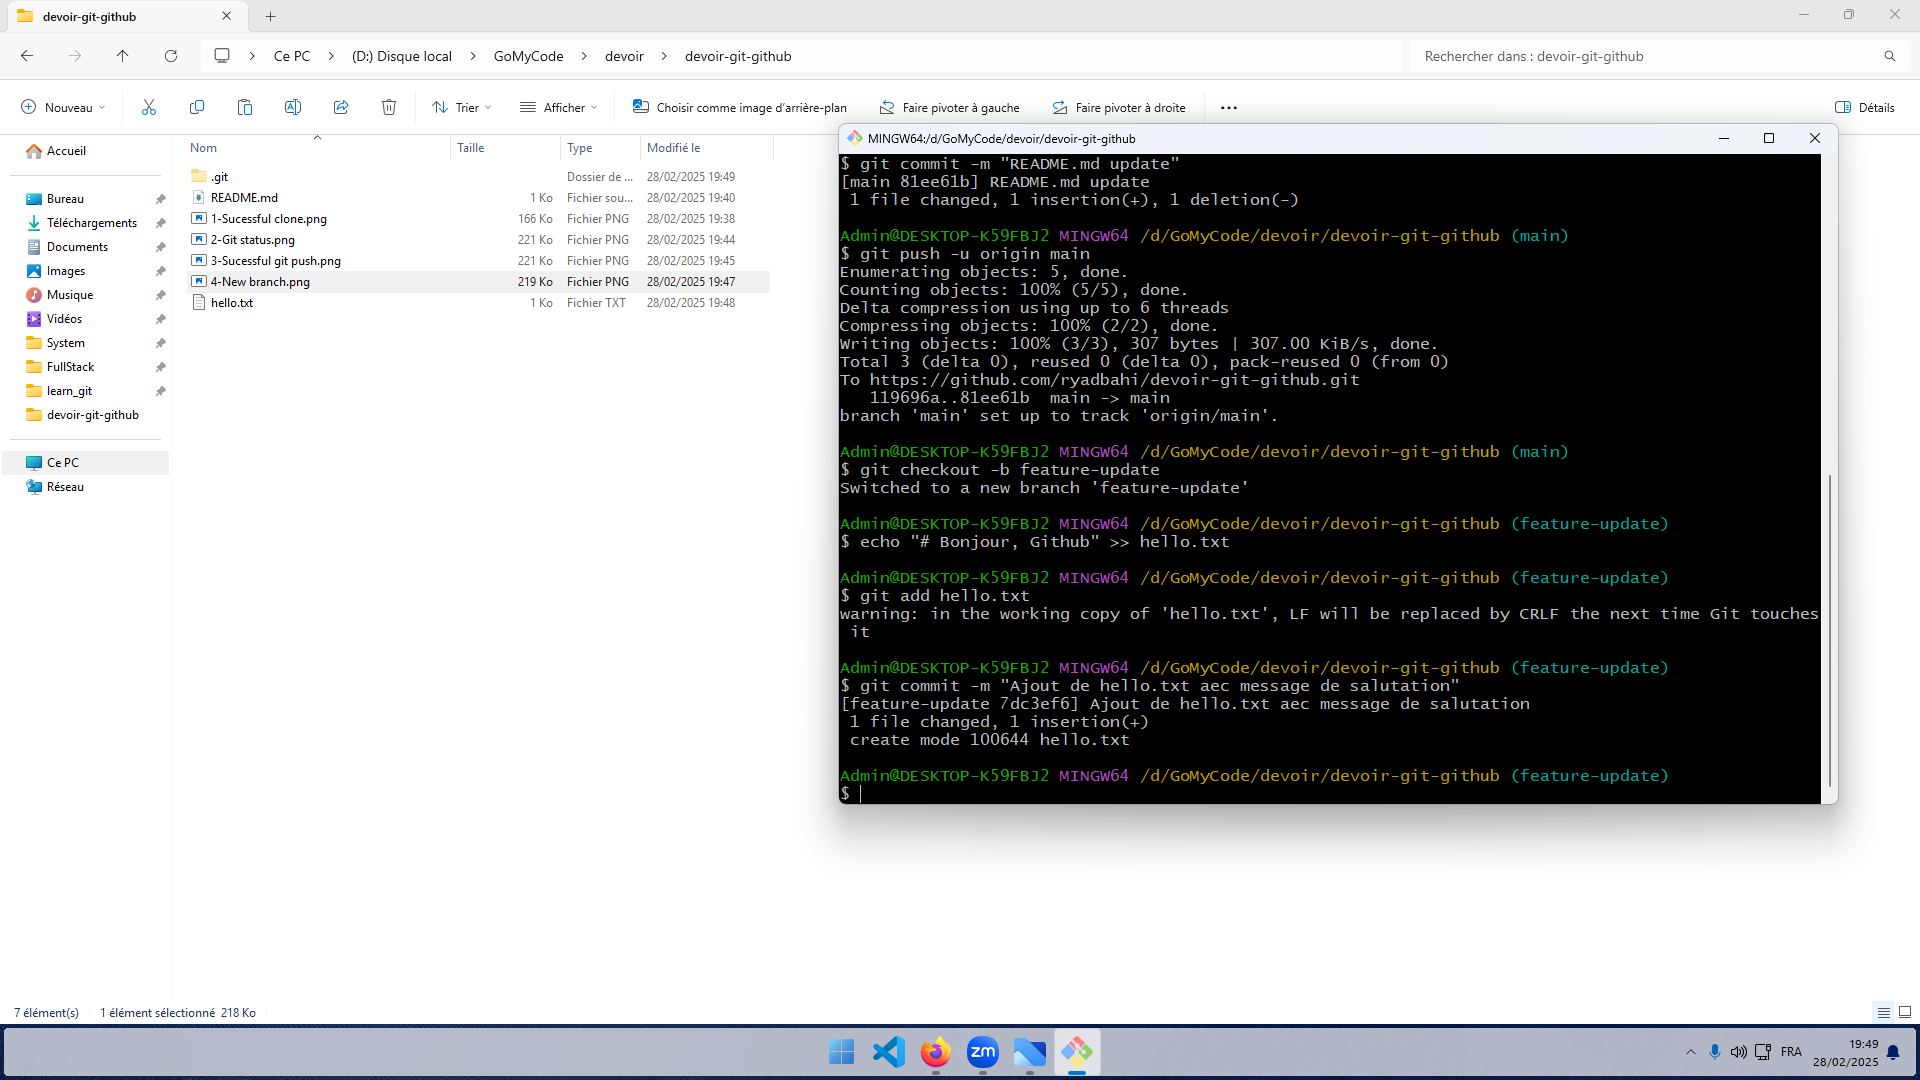 devoir-git-github
Ce PC
(D:) Disque local
GoMyCode
devoir
devoir-git-github
Rechercher dans : devoir-git-github
Nouveau
Trier
Afficher
Choisir comme image d'arrière-plan
Faire pivoter à gauche
Faire pivoter à droite
Détails
Accueil
Bureau
Téléchargements
Documents
Images
Musique
Vidéos
System
FullStack
learn_git
devoir-git-github
Ce PC
Réseau
Nom Taille Type Modifié le
.git Dossier de ... 28/02/2025 19:49
README.md 1 Ko Fichier sou... 28/02/2025 19:40
1-Sucessful clone.png 166 Ko Fichier PNG 28/02/2025 19:38
2-Git status.png 221 Ko Fichier PNG 28/02/2025 19:44
3-Sucessful git push.png 221 Ko Fichier PNG 28/02/2025 19:45
4-New branch.png 219 Ko Fichier PNG 28/02/2025 19:47
hello.txt 1 Ko Fichier TXT 28/02/2025 19:48
MINGW64:/d/GoMyCode/devoir/devoir-git-github
$ git commit -m "README.md update"
[main 81ee61b] README.md update
1 file changed, 1 insertion(+), 1 deletion(-)
Admin@DESKTOP-K59FBJ2 MINGW64 /d/GoMyCode/devoir/devoir-git-github (main)
$ git push -u origin main
Enumerating objects: 5, done.
Counting objects: 100% (5/5), done.
Delta compression using up to 6 threads
Compressing objects: 100% (2/2), done.
Writing objects: 100% (3/3), 307 bytes | 307.00 KiB/s, done.
Total 3 (delta 0), reused 0 (delta 0), pack-reused 0 (from 0)
To https://github.com/ryadbahi/devoir-git-github.git
119696a..81ee61b main -> main
branch 'main' set up to track 'origin/main'.
Admin@DESKTOP-K59FBJ2 MINGW64 /d/GoMyCode/devoir/devoir-git-github (main)
$ git checkout -b feature-update
Switched to a new branch 'feature-update'
Admin@DESKTOP-K59FBJ2 MINGW64 /d/GoMyCode/devoir/devoir-git-github (feature-update)
$ echo "# Bonjour, Github" >> hello.txt
Admin@DESKTOP-K59FBJ2 MINGW64 /d/GoMyCode/devoir/devoir-git-github (feature-update)
$ git add hello.txt
warning: in the working copy of 'hello.txt', LF will be replaced by CRLF the next time Git touches
it
Admin@DESKTOP-K59FBJ2 MINGW64 /d/GoMyCode/devoir/devoir-git-github (feature-update)
$ git commit -m "Ajout de hello.txt aec message de salutation"
[feature-update 7dc3ef6] Ajout de hello.txt aec message de salutation
1 file changed, 1 insertion(+)
create mode 100644 hello.txt
Admin@DESKTOP-K59FBJ2 MINGW64 /d/GoMyCode/devoir/devoir-git-github (feature-update)
$
7 élément(s)
1 élément sélectionné 218 Ko
zm
FRA
19:49
28/02/2025